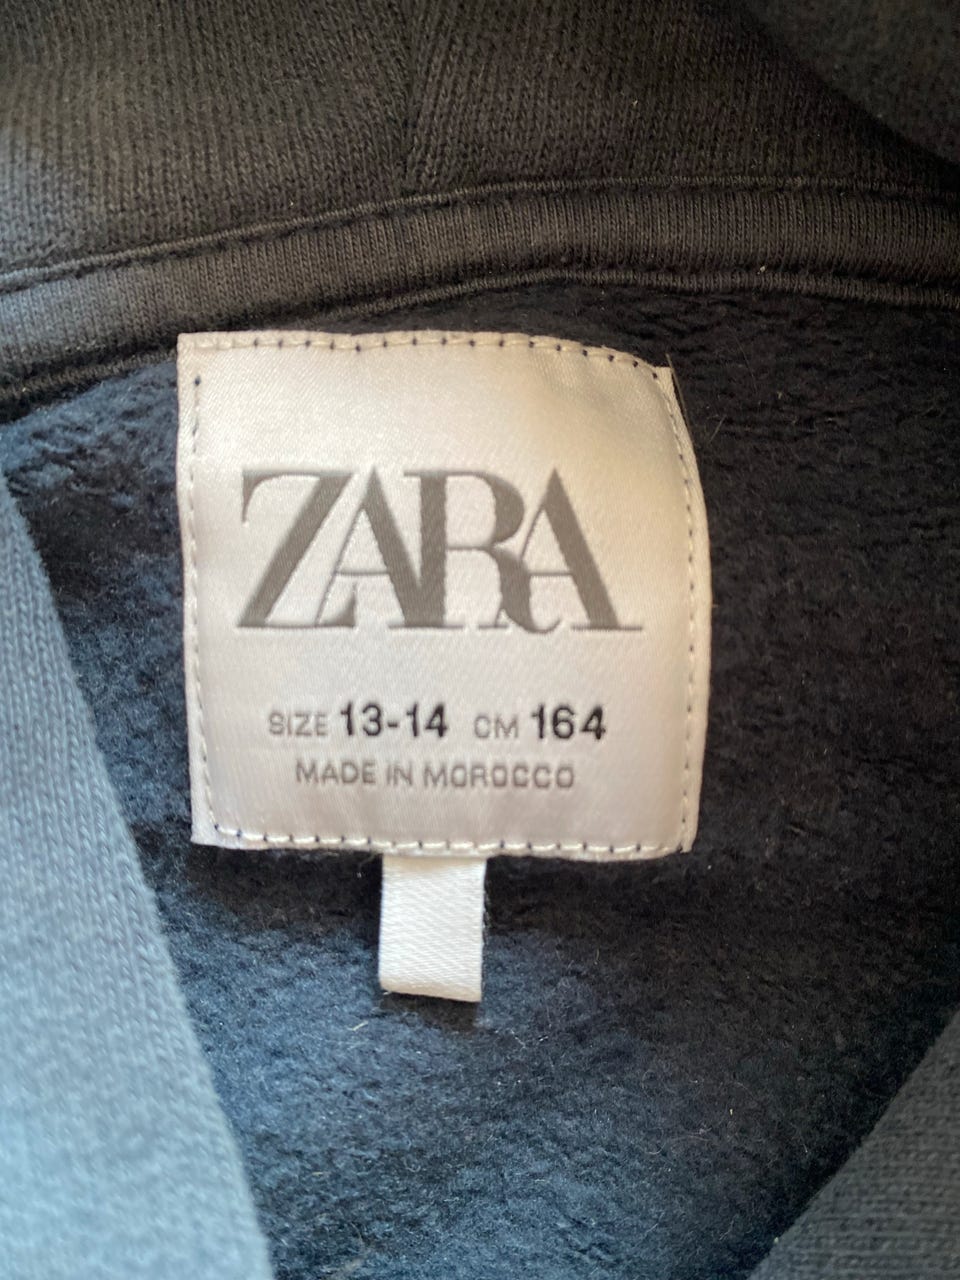 ZARA
SIZE 13-14 CM 164
MADE IN MOROCCO